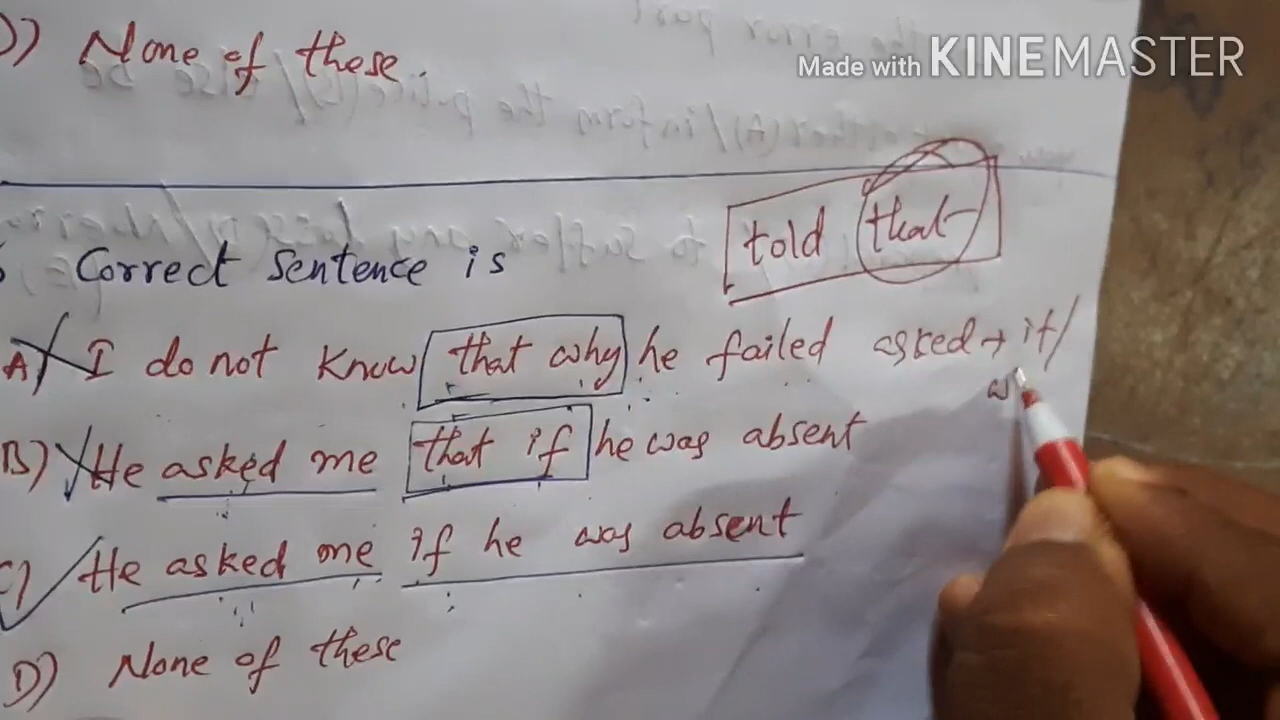 D) None of these.
Made with KINEMASTER
told that
Correct Sentence is
A) I do not know that why he failed
asked → if/
w
B) He asked me that if he was absent
C) He asked me if he was absent
D) None of these